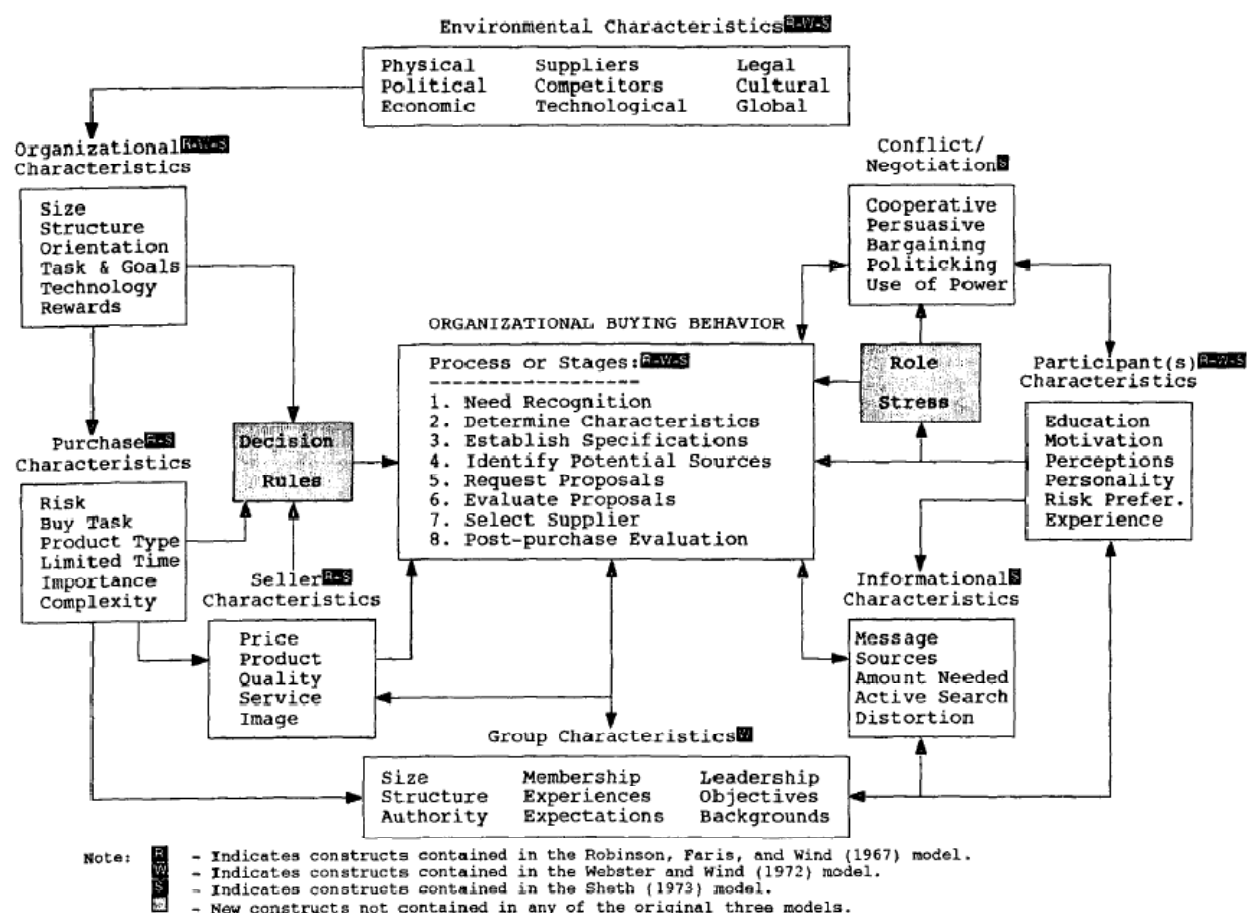 Environmental Characteristics R-W-S
Physical Suppliers Legal
Political Competitors Cultural
Economic Technological Global
Organizational R-W-S
Characteristics
Size
Structure
Orientation
Task & Goals
Technology
Rewards
Conflict/
Negotiation S
Cooperative
Persuasive
Bargaining
Politicking
Use of Power
ORGANIZATIONAL BUYING BEHAVIOR
Process or Stages: R-W-S
1. Need Recognition
2. Determine Characteristics
3. Establish Specifications
4. Identify Potential Sources
5. Request Proposals
6. Evaluate Proposals
7. Select Supplier
8. Post-purchase Evaluation
Role
Stress
Participant(s) R-W-S
Characteristics
Education
Motivation
Perceptions
Personality
Risk Prefer.
Experience
Purchase R-S
Characteristics
Risk
Buy Task
Product Type
Limited Time
Importance
Complexity
Decision
Rules
Seller R-S
Characteristics
Price
Product
Quality
Service
Image
Informational S
Characteristics
Message
Sources
Amount Needed
Active Search
Distortion
Group Characteristics W
Size Membership Leadership
Structure Experiences Objectives
Authority Expectations Backgrounds
Note: R - Indicates constructs contained in the Robinson, Faris, and Wind (1967) model.
W - Indicates constructs contained in the Webster and Wind (1972) model.
S - Indicates constructs contained in the Sheth (1973) model.
- New constructs not contained in any of the original three models.